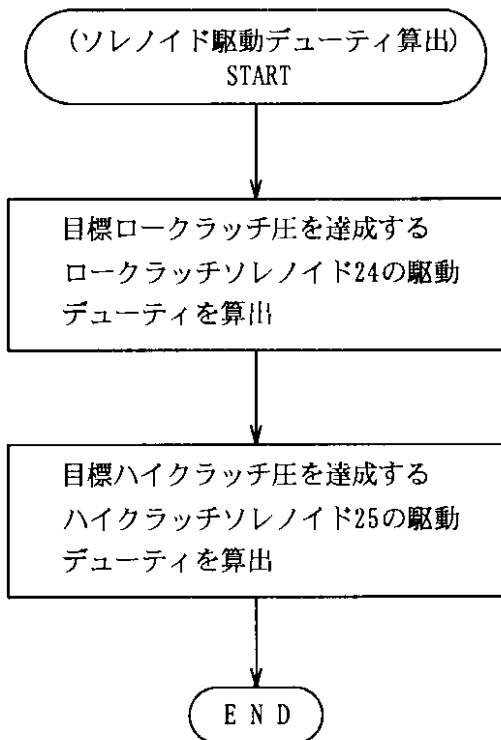 (ソレノイド駆動デューティ算出)
START
目標ロークラッチ圧を達成する
ロークラッチソレノイド24の駆動
デューティを算出
目標ハイクラッチ圧を達成する
ハイクラッチソレノイド25の駆動
デューティを算出
END